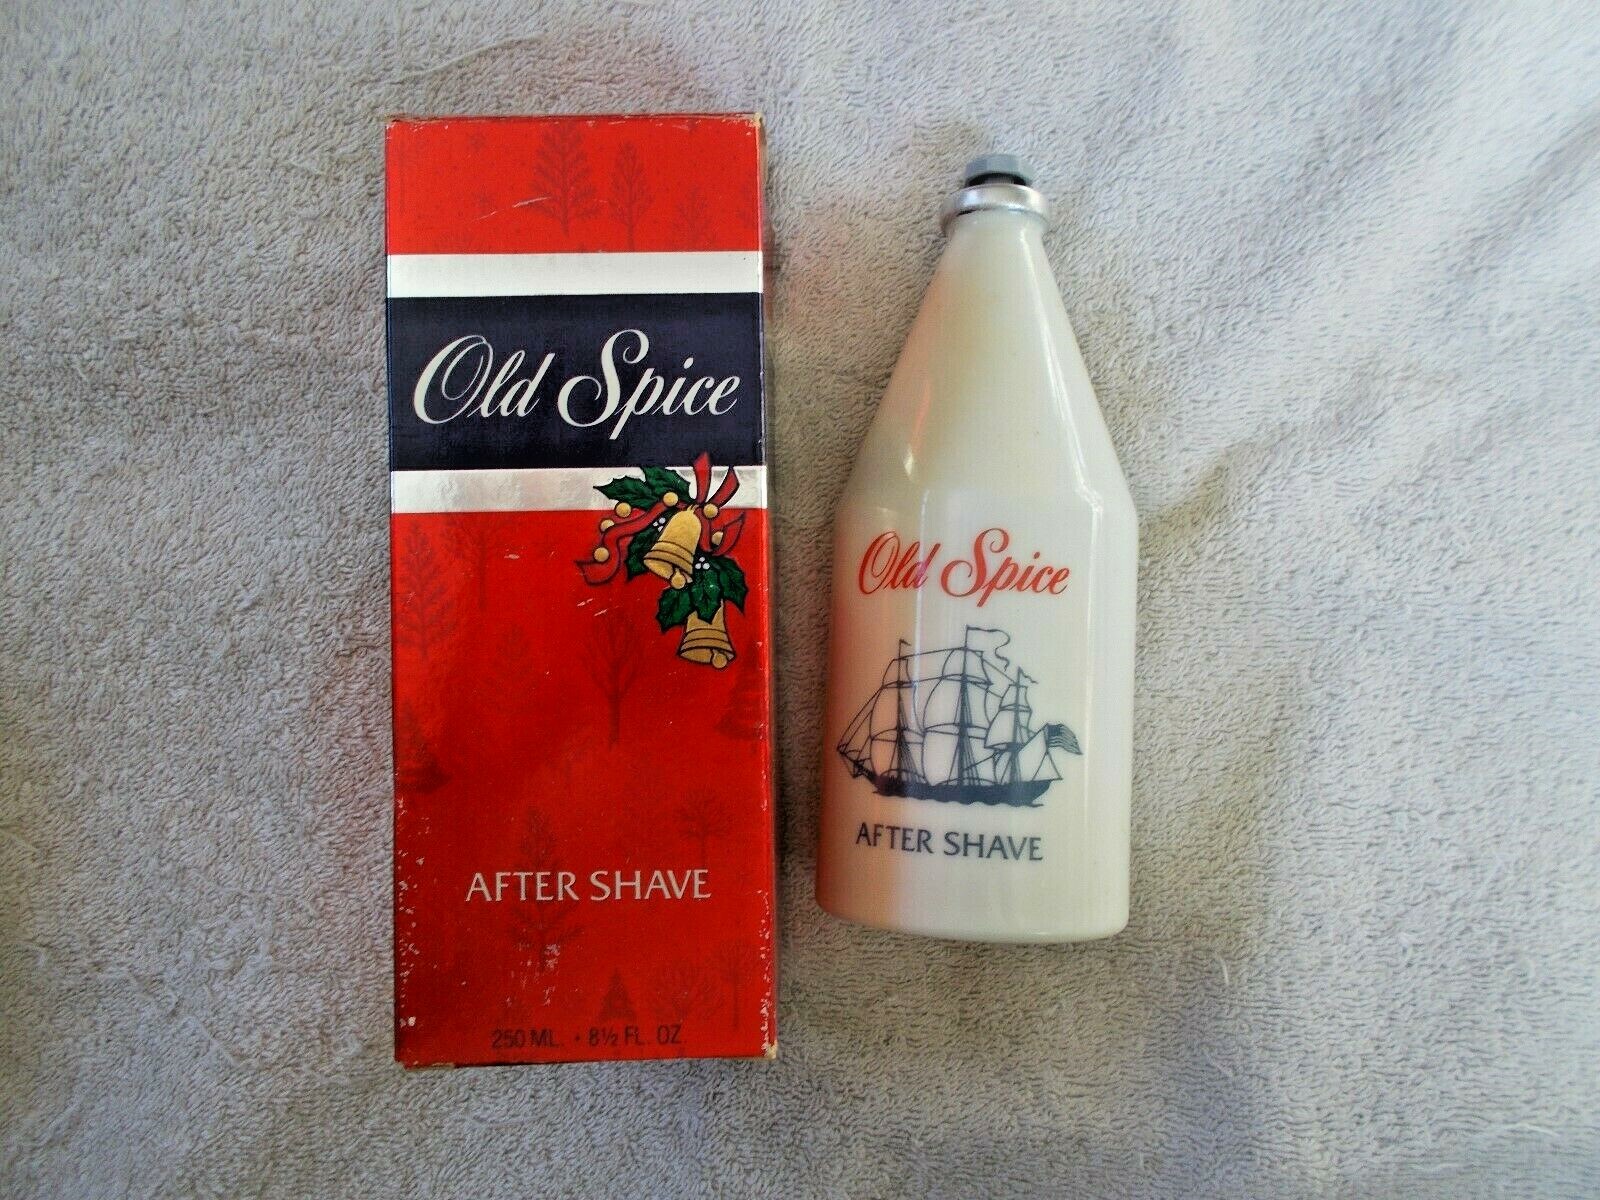 Old Spice
AFTER SHAVE
250 ML. • 8½ FL. OZ.
Old Spice
AFTER SHAVE